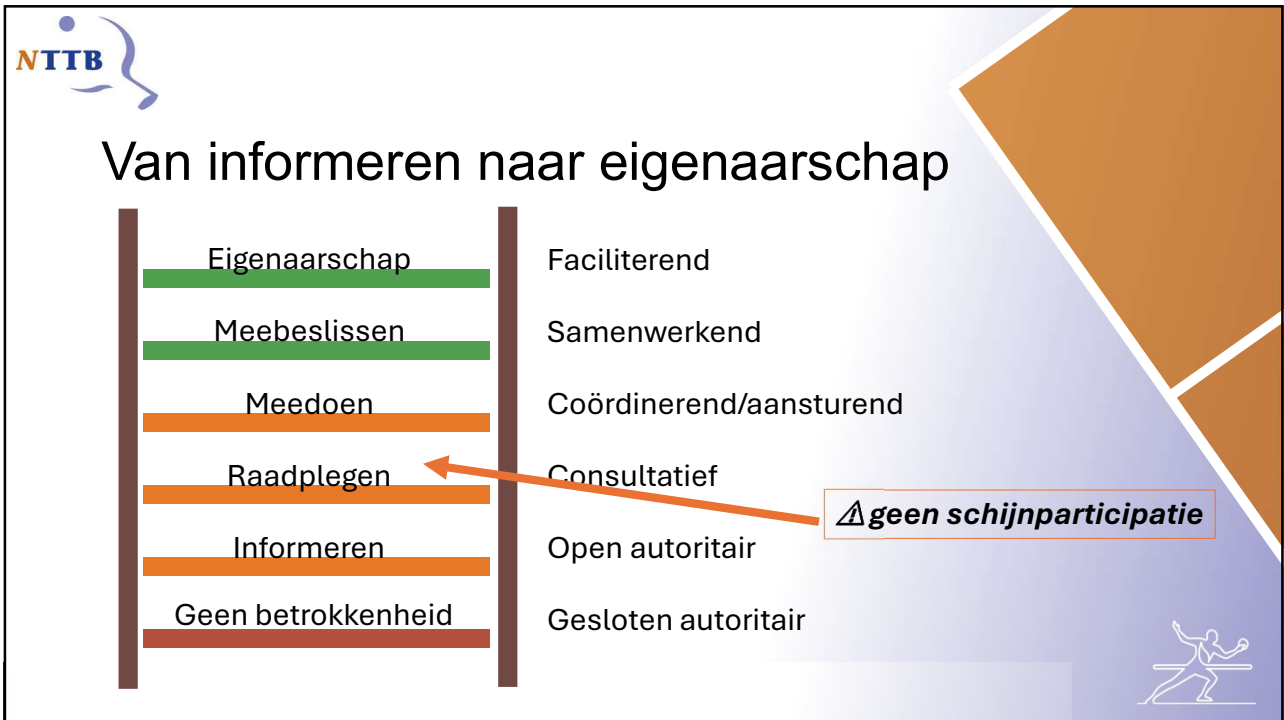 NTTB
Van informeren naar eigenaarschap
Eigenaarschap
Faciliterend
Meebeslissen
Samenwerkend
Meedoen
Coördinerend/aansturend
Raadplegen
Consultatief
⚠ geen schijnparticipatie
Informeren
Open autoritair
Geen betrokkenheid
Gesloten autoritair